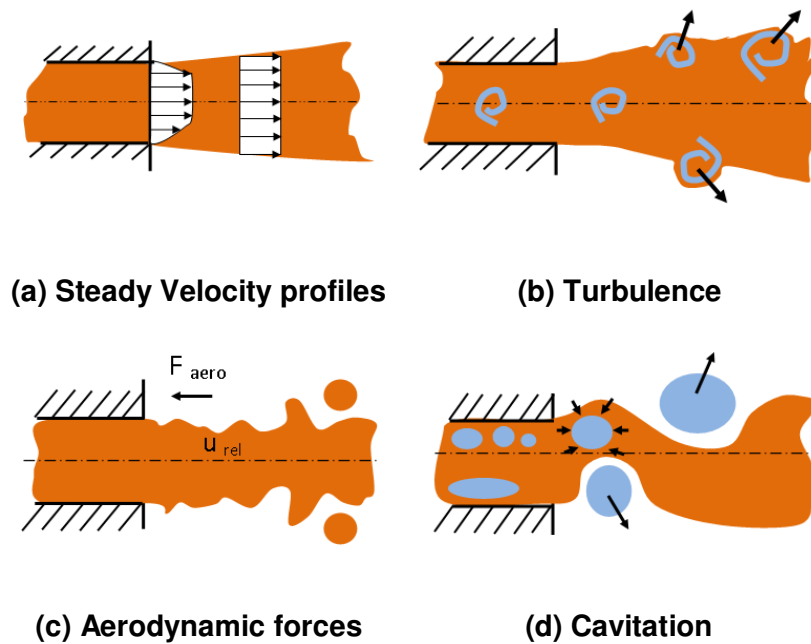 (a) Steady Velocity profiles
(b) Turbulence
F aero
u rel
(c) Aerodynamic forces
(d) Cavitation